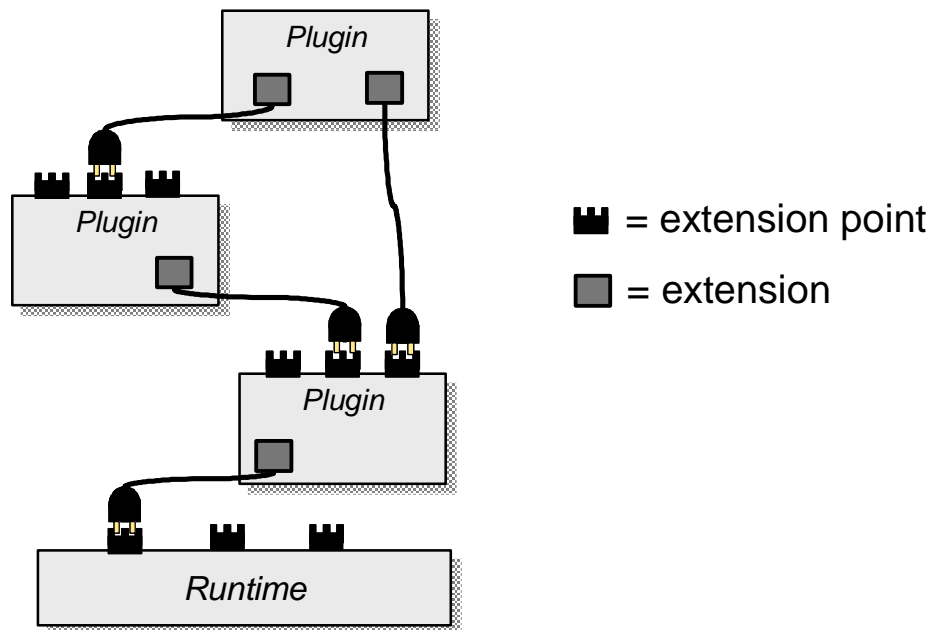 Plugin
Plugin
= extension point
= extension
Plugin
Runtime